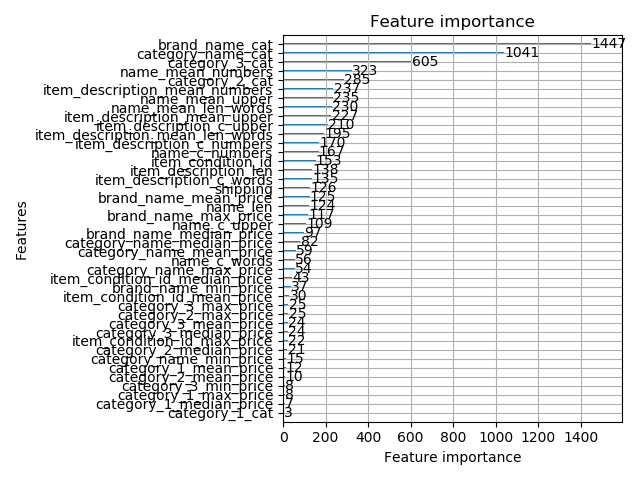 Feature importance
brand_name_cat 1447
category_name_cat 1041
category_3_cat 605
name_mean_numbers 323
category_2_cat 285
item_description_mean_numbers 237
name_mean_upper 235
name_mean_len_words 230
item_description_mean_upper 227
item_description_c_upper 210
item_description_mean_len_words 195
item_description_c_numbers 170
name_c_numbers 167
item_condition_id 153
item_description_len 138
item_description_c_words 135
shipping 126
brand_name_mean_price 125
name_len 124
brand_name_max_price 117
name_c_upper 109
brand_name_median_price 97
category_name_median_price 82
category_name_mean_price 59
name_c_words 56
category_name_max_price 54
item_condition_id_median_price 43
brand_name_min_price 37
item_condition_id_mean_price 30
category_3_max_price 25
category_2_max_price 25
category_3_mean_price 24
category_3_median_price 24
item_condition_id_max_price 22
category_2_median_price 21
category_name_min_price 15
category_1_mean_price 12
category_2_mean_price 10
category_3_min_price 8
category_1_max_price 8
category_1_median_price 7
category_1_cat 3
Features
0 200 400 600 800 1000 1200 1400
Feature importance